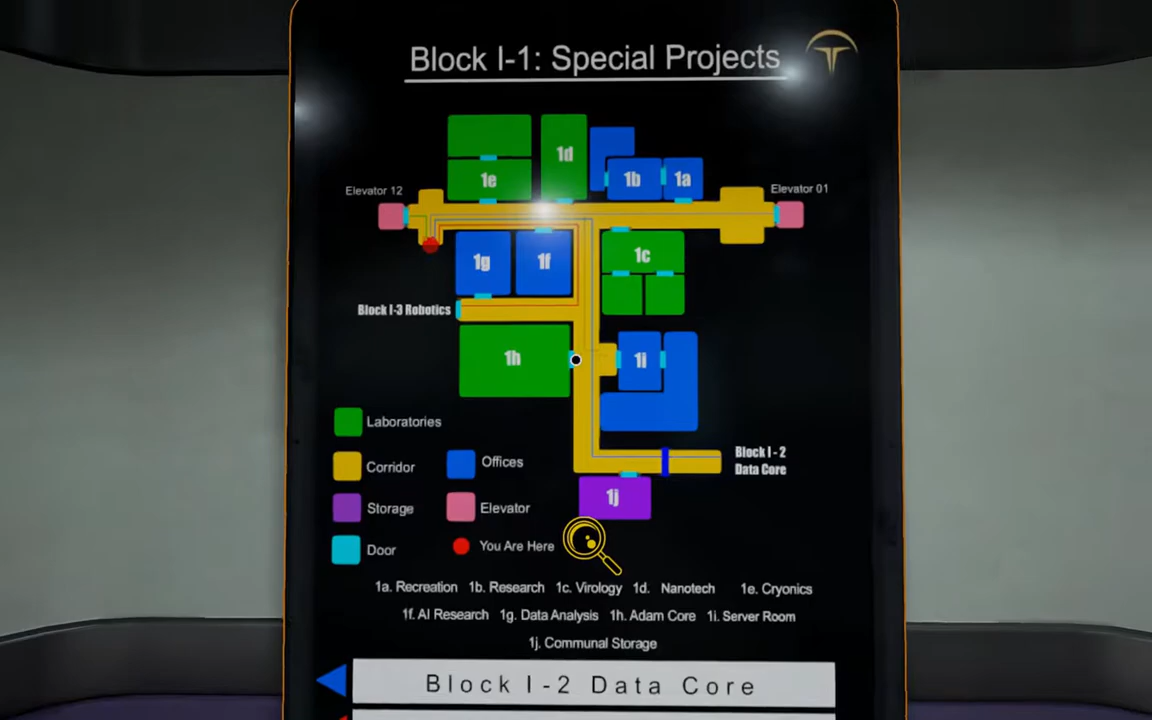 Block I-1: Special Projects
1d
1e
1b
1a
Elevator 12
Elevator 01
1g
1f
1c
Block I-3 Robotics
1h
1i
Laboratories
Corridor
Offices
Block I - 2
Data Core
Storage
Elevator
1j
Door
You Are Here
1a. Recreation 1b. Research 1c. Virology 1d. Nanotech 1e. Cryonics
1f. AI Research 1g. Data Analysis 1h. Adam Core 1i. Server Room
1j. Communal Storage
Block I-2 Data Core